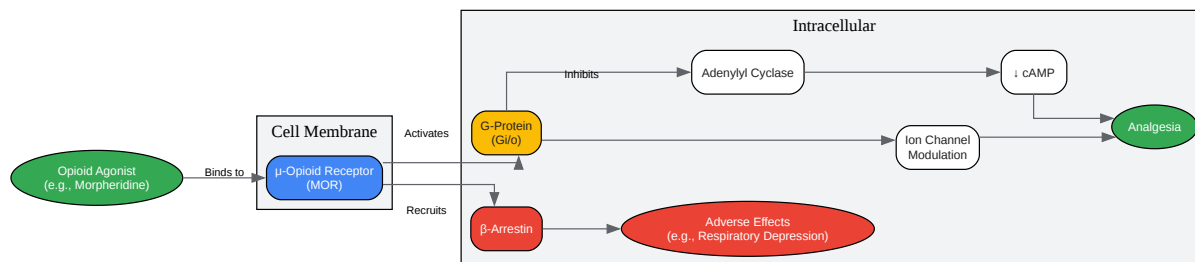 Intracellular
Inhibits
Adenylyl Cyclase
↓ cAMP
Cell Membrane
Activates
G-Protein
(Gi/o)
Analgesia
Ion Channel
Modulation
Opioid Agonist
(e.g., Morpheridine)
Binds to
μ-Opioid Receptor
(MOR)
Recruits
β-Arrestin
Adverse Effects
(e.g., Respiratory Depression)